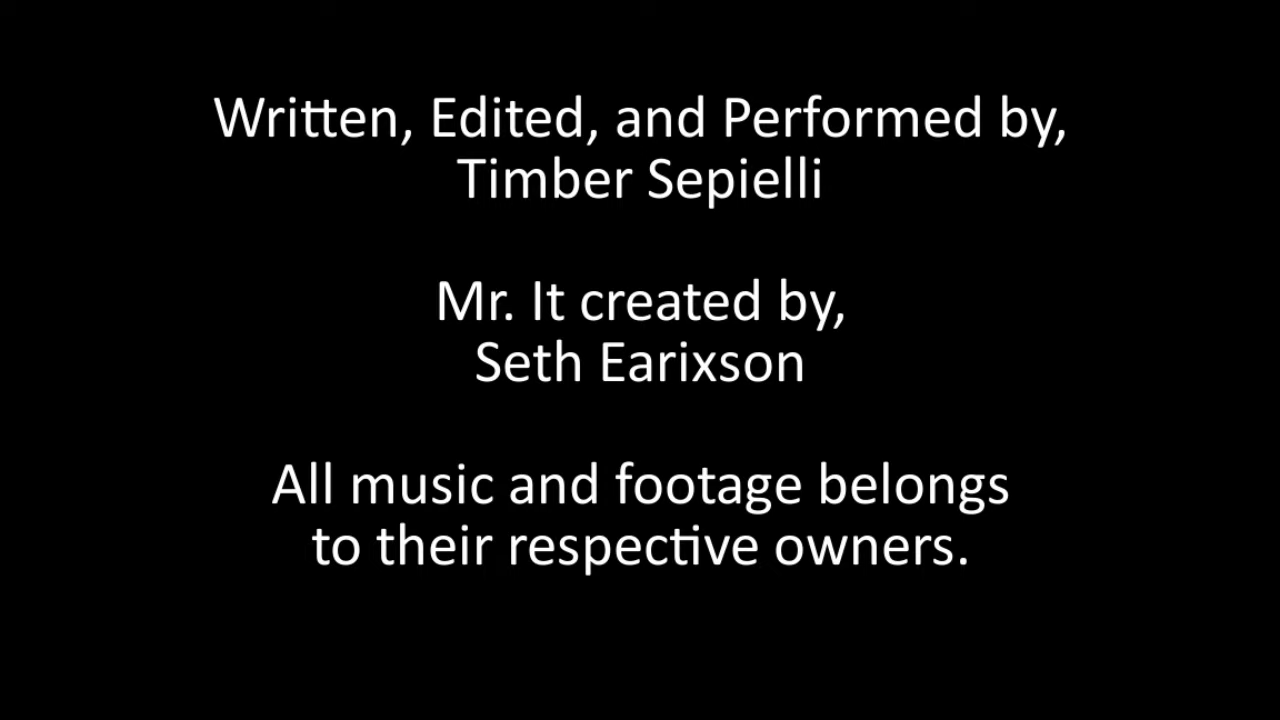 Written, Edited, and Performed by,
Timber Sepielli
Mr. It created by,
Seth Earixson
All music and footage belongs
to their respective owners.